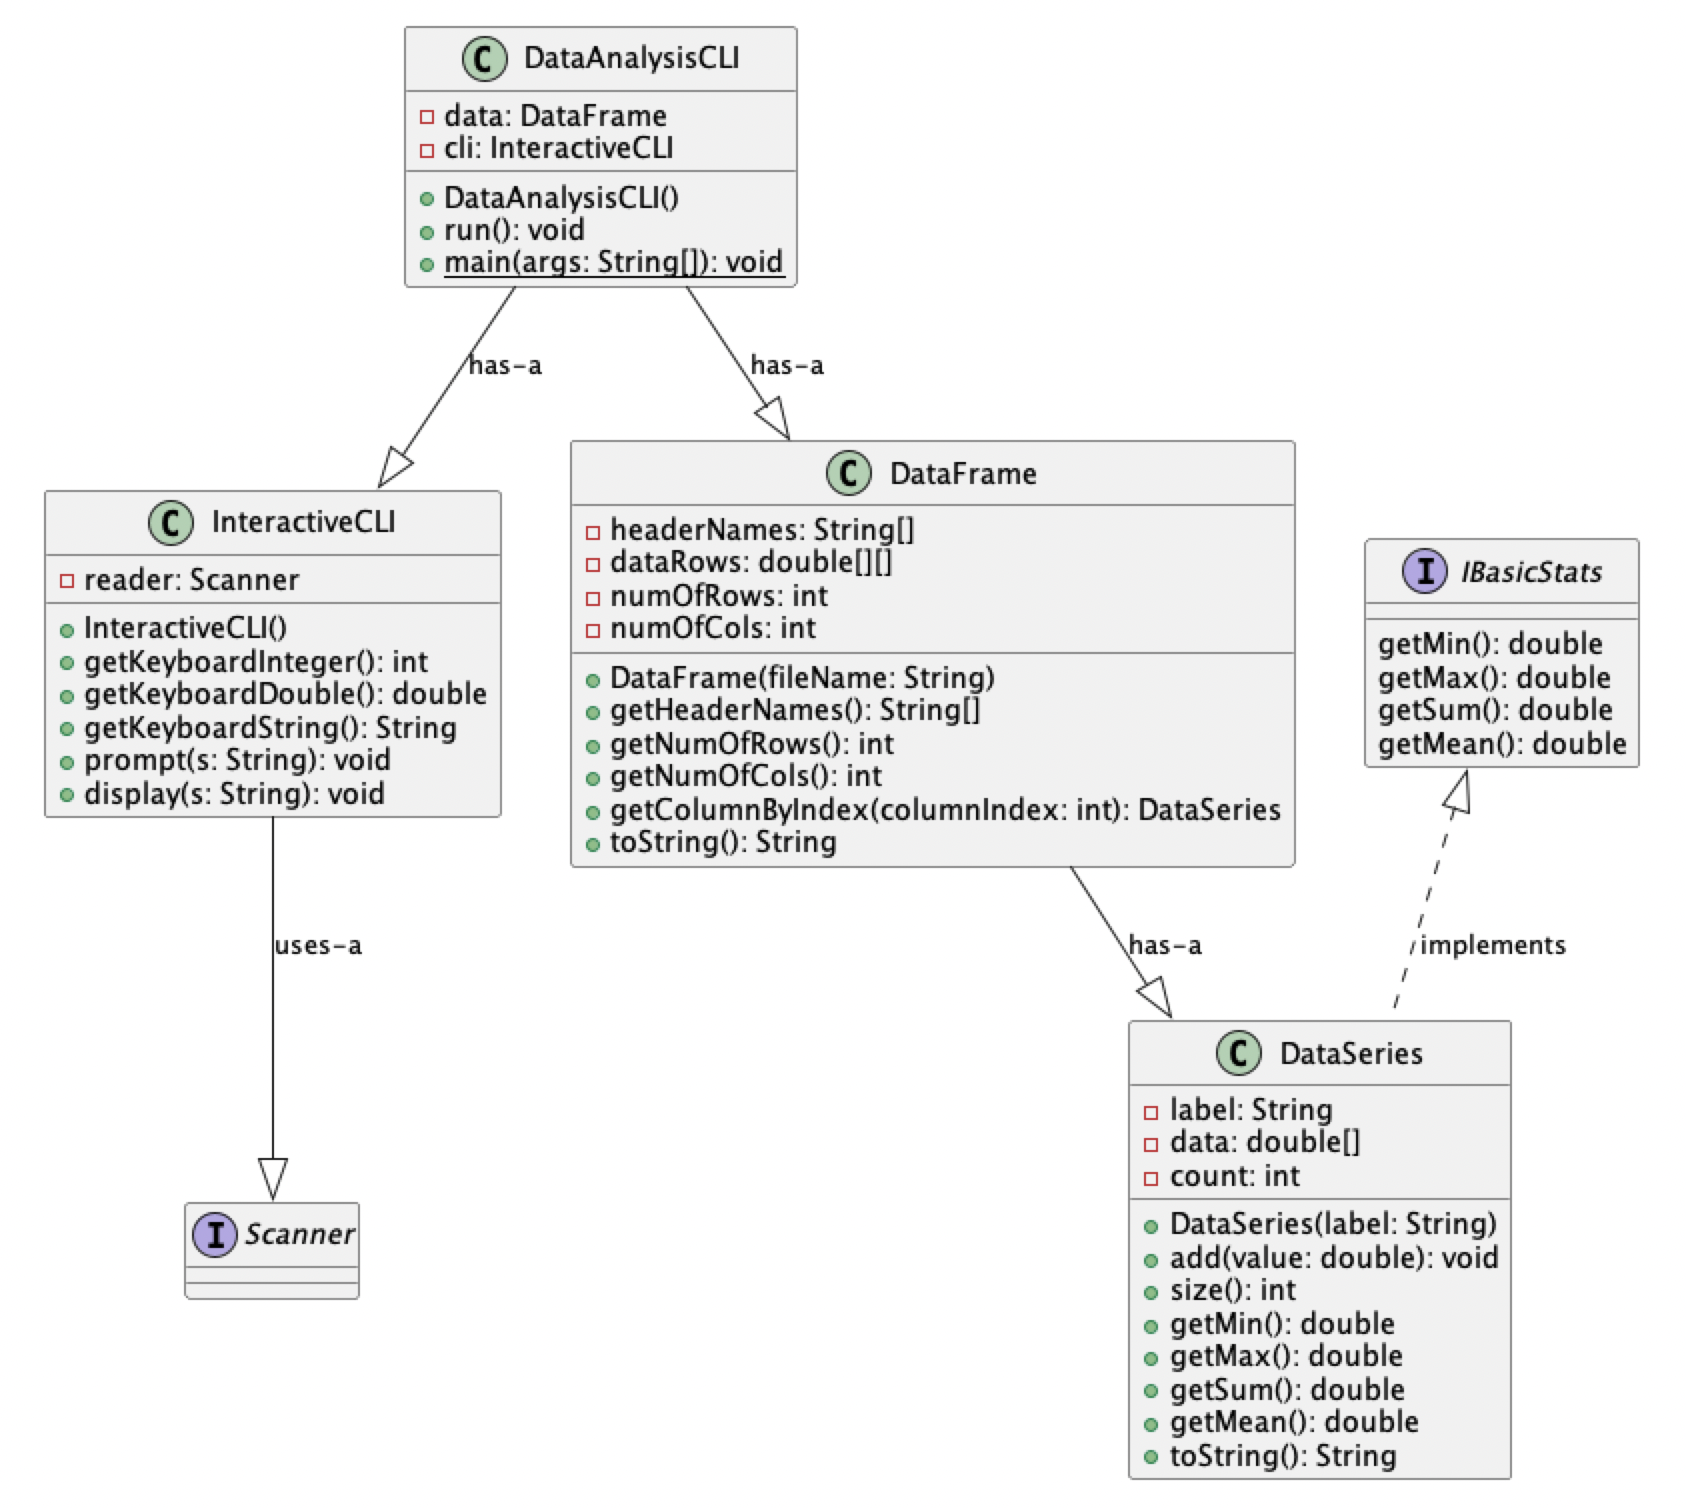 C DataAnalysisCLI
data: DataFrame
cli: InteractiveCLI
DataAnalysisCLI()
run(): void
main(args: String[]): void
has-a
has-a
C InteractiveCLI
reader: Scanner
InteractiveCLI()
getKeyboardInteger(): int
getKeyboardDouble(): double
getKeyboardString(): String
prompt(s: String): void
display(s: String): void
C DataFrame
headerNames: String[]
dataRows: double[][]
numOfRows: int
numOfCols: int
DataFrame(fileName: String)
getHeaderNames(): String[]
getNumOfRows(): int
getNumOfCols(): int
getColumnByIndex(columnIndex: int): DataSeries
toString(): String
I IBasicStats
getMin(): double
getMax(): double
getSum(): double
getMean(): double
uses-a
has-a
implements
I Scanner
C DataSeries
label: String
data: double[]
count: int
DataSeries(label: String)
add(value: double): void
size(): int
getMin(): double
getMax(): double
getSum(): double
getMean(): double
toString(): String